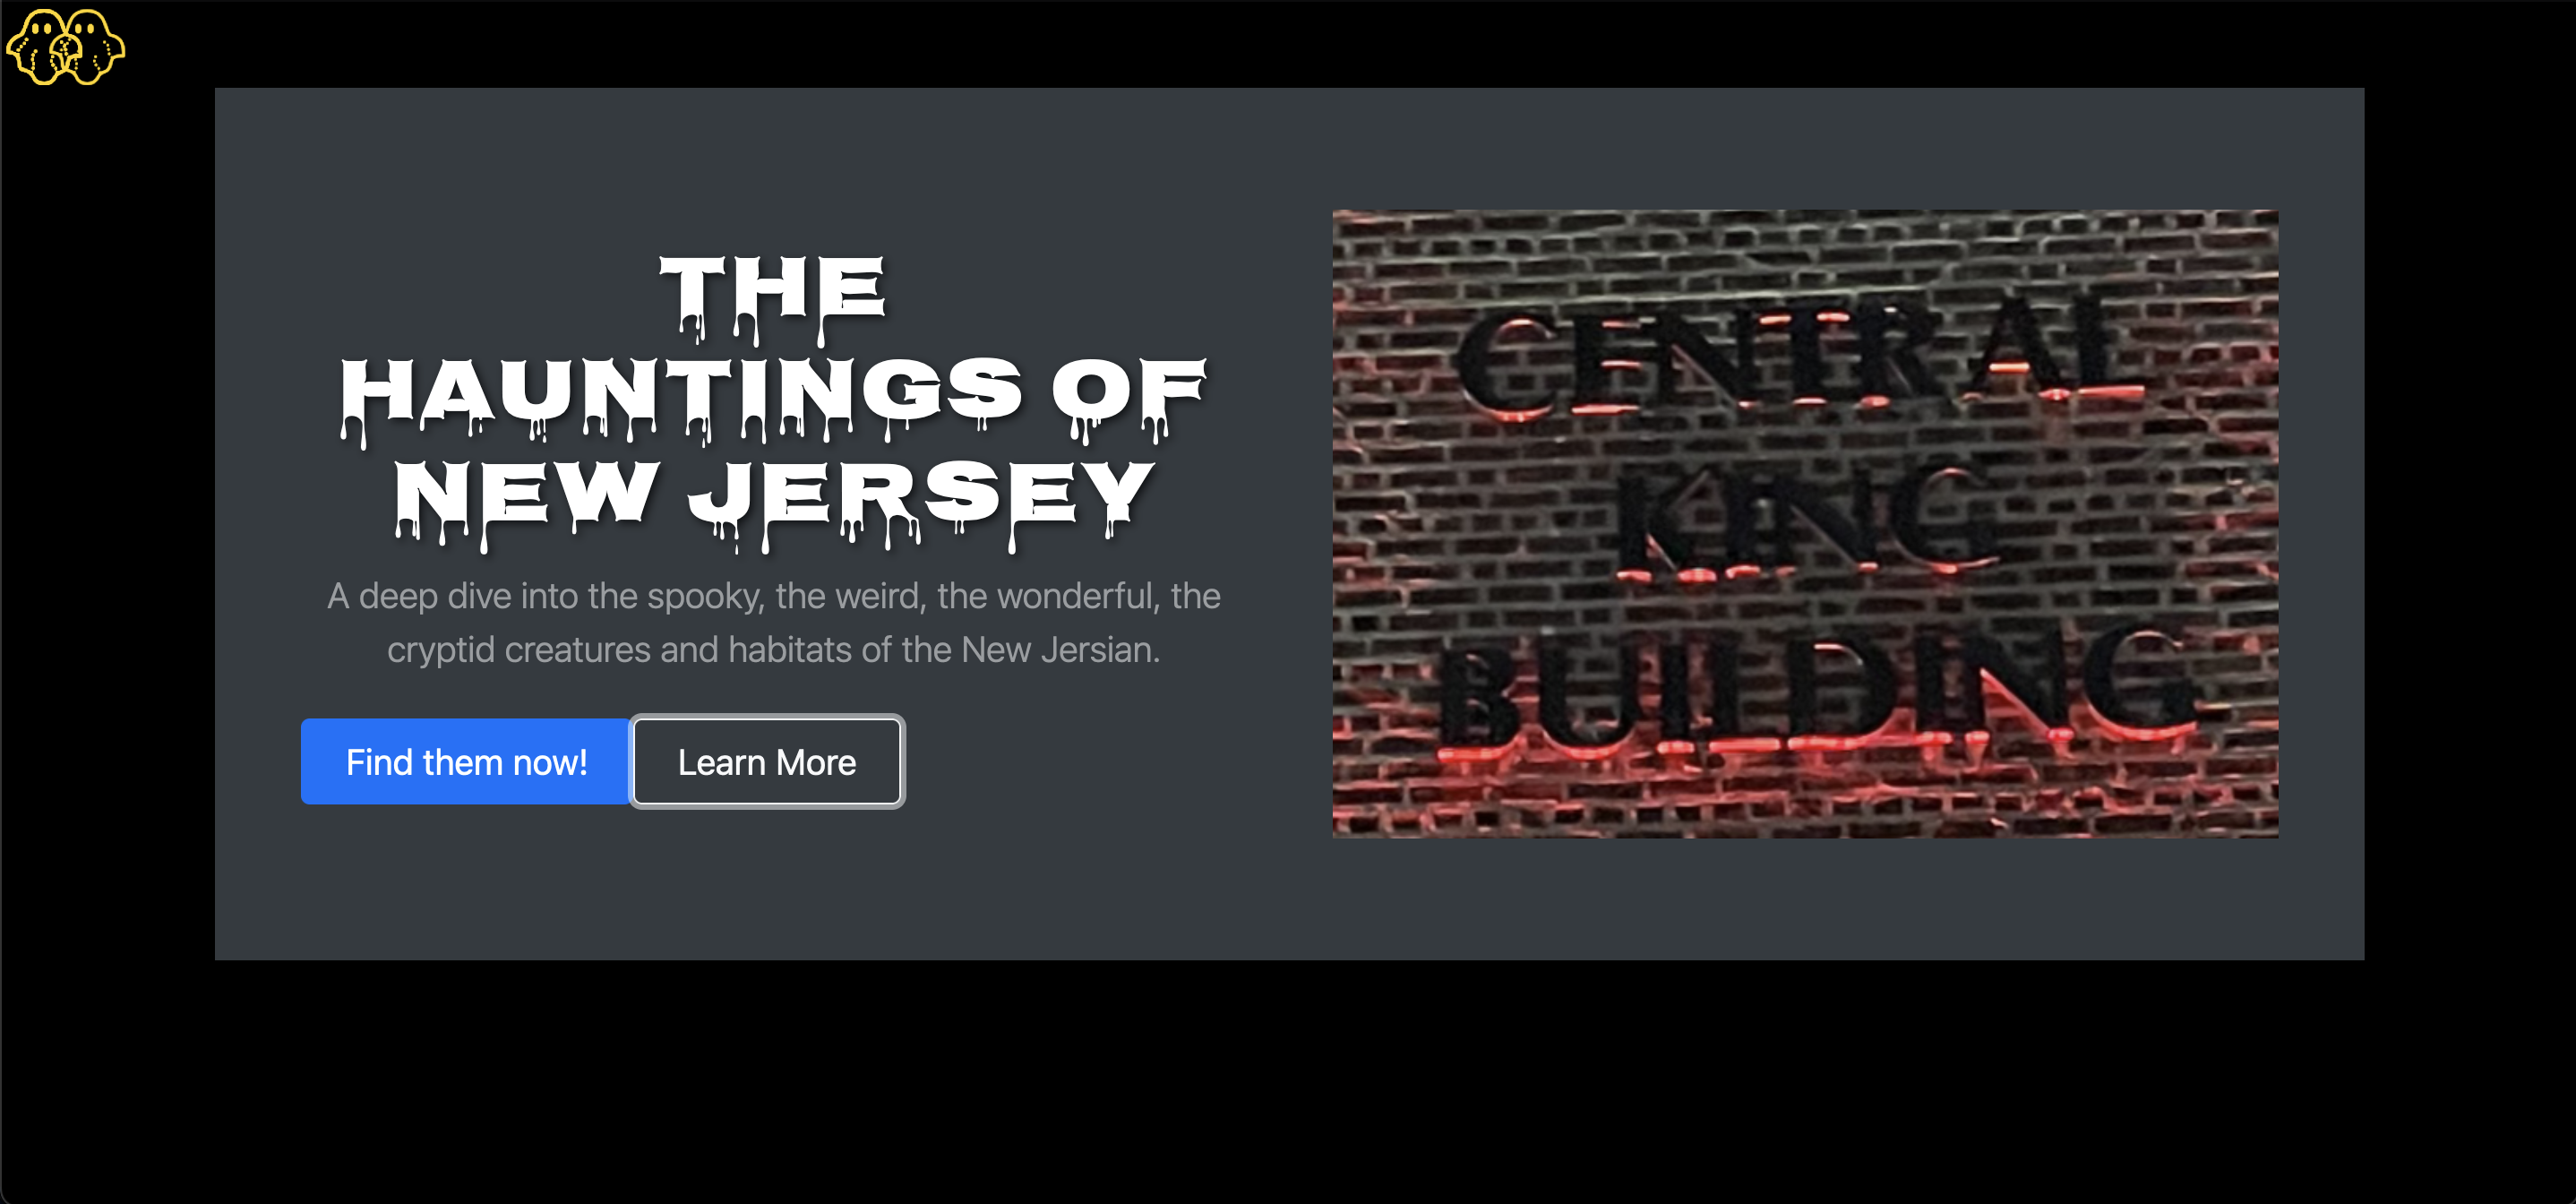 THE
HAUNTINGS OF
NEW JERSEY
A deep dive into the spooky, the weird, the wonderful, the
cryptid creatures and habitats of the New Jersian.
Find them now!
Learn More
CENTRAL
KING
BUILDING